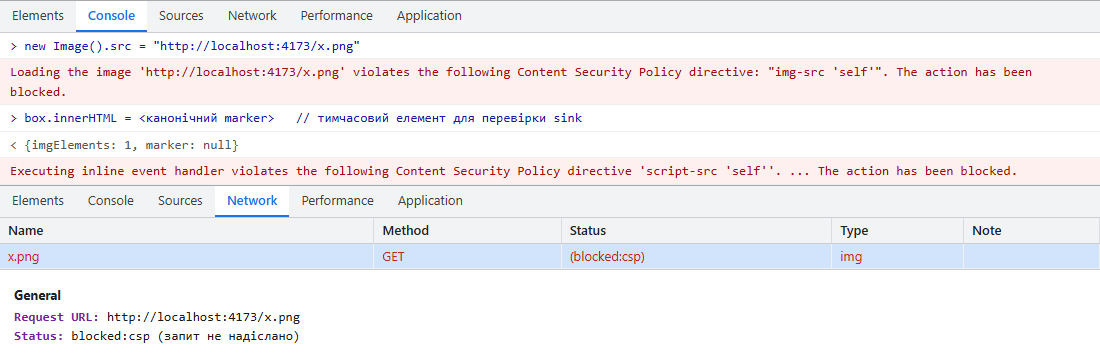 Elements Console Sources Network Performance Application
> new Image().src = "http://localhost:4173/x.png"
Loading the image 'http://localhost:4173/x.png' violates the following Content Security Policy directive: "img-src 'self'". The action has been
blocked.
> box.innerHTML = <канонічний marker> // тимчасовий елемент для перевірки sink
< {imgElements: 1, marker: null}
Executing inline event handler violates the following Content Security Policy directive 'script-src 'self''. ... The action has been blocked.
Elements Console Sources Network Performance Application
Name Method Status Type Note
x.png GET (blocked:csp) img
General
Request URL: http://localhost:4173/x.png
Status: blocked:csp (запит не надіслано)